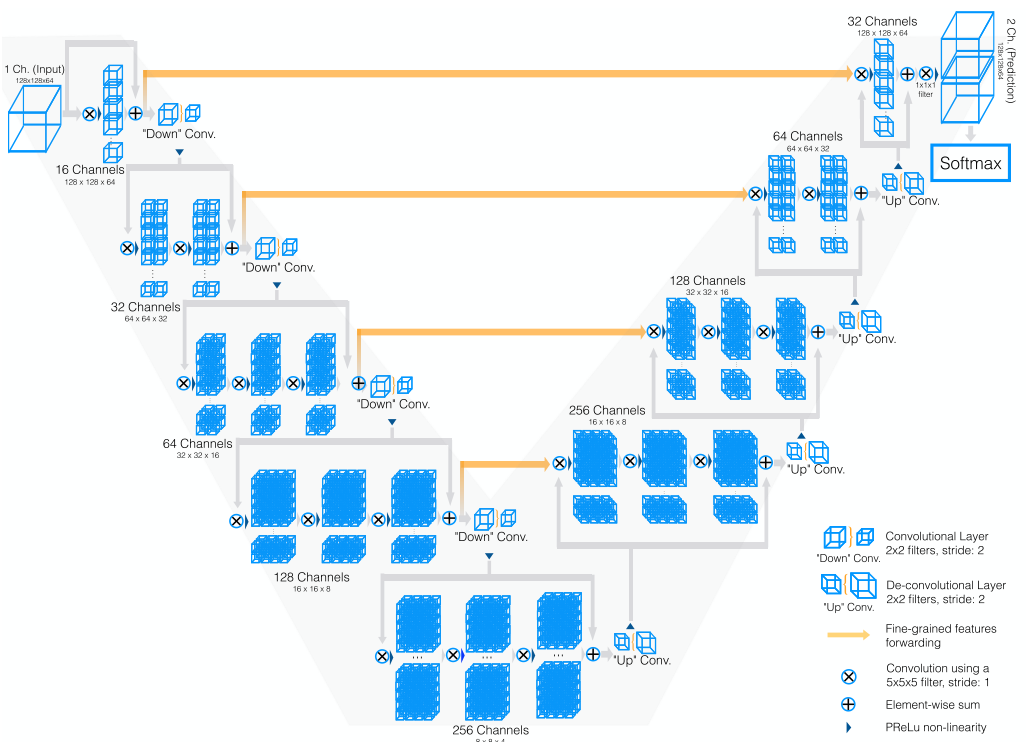 32 Channels
128 x 128 x 64
2 Ch. (Prediction)
128x128x64
1 Ch. (Input)
128x128x64
1x1x1
filter
"Down" Conv.
64 Channels
64 x 64 x 32
Softmax
16 Channels
128 x 128 x 64
"Up" Conv.
"Down" Conv.
128 Channels
32 x 32 x 16
32 Channels
64 x 64 x 32
"Up" Conv.
"Down" Conv.
256 Channels
16 x 16 x 8
64 Channels
32 x 32 x 16
"Up" Conv.
"Down" Conv.
128 Channels
16 x 16 x 8
"Up" Conv.
256 Channels
8 x 8 x 4
Convolutional Layer
2x2 filters, stride: 2
"Down" Conv.
De-convolutional Layer
2x2 filters, stride: 2
"Up" Conv.
Fine-grained features
forwarding
Convolution using a
5x5x5 filter, stride: 1
Element-wise sum
PReLu non-linearity